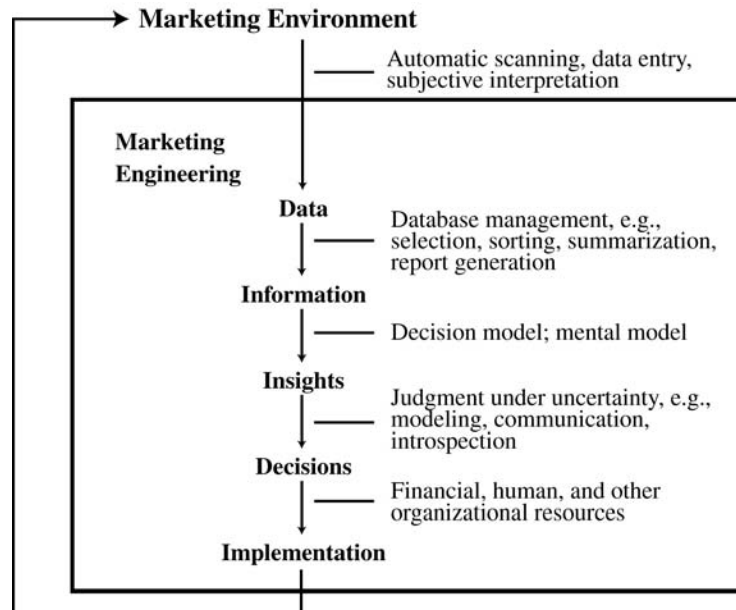 Marketing Environment
Automatic scanning, data entry,
subjective interpretation
Marketing
Engineering
Data
Database management, e.g.,
selection, sorting, summarization,
report generation
Information
Decision model; mental model
Insights
Judgment under uncertainty, e.g.,
modeling, communication,
introspection
Decisions
Financial, human, and other
organizational resources
Implementation